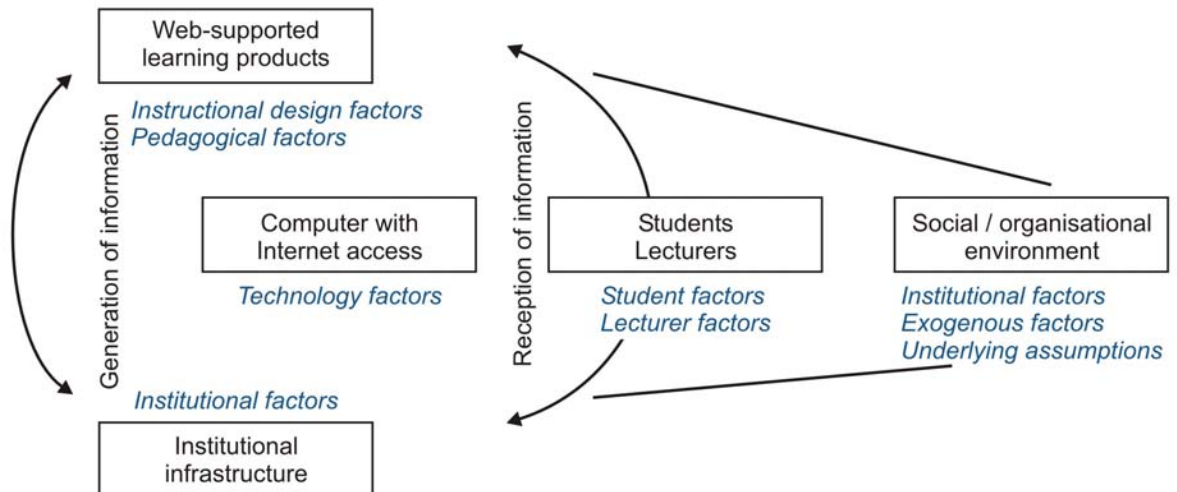 Web-supported
learning products
Instructional design factors
Pedagogical factors
Generation of information
Reception of information
Computer with
Internet access
Technology factors
Students
Lecturers
Student factors
Lecturer factors
Social / organisational
environment
Institutional factors
Exogenous factors
Underlying assumptions
Institutional factors
Institutional
infrastructure